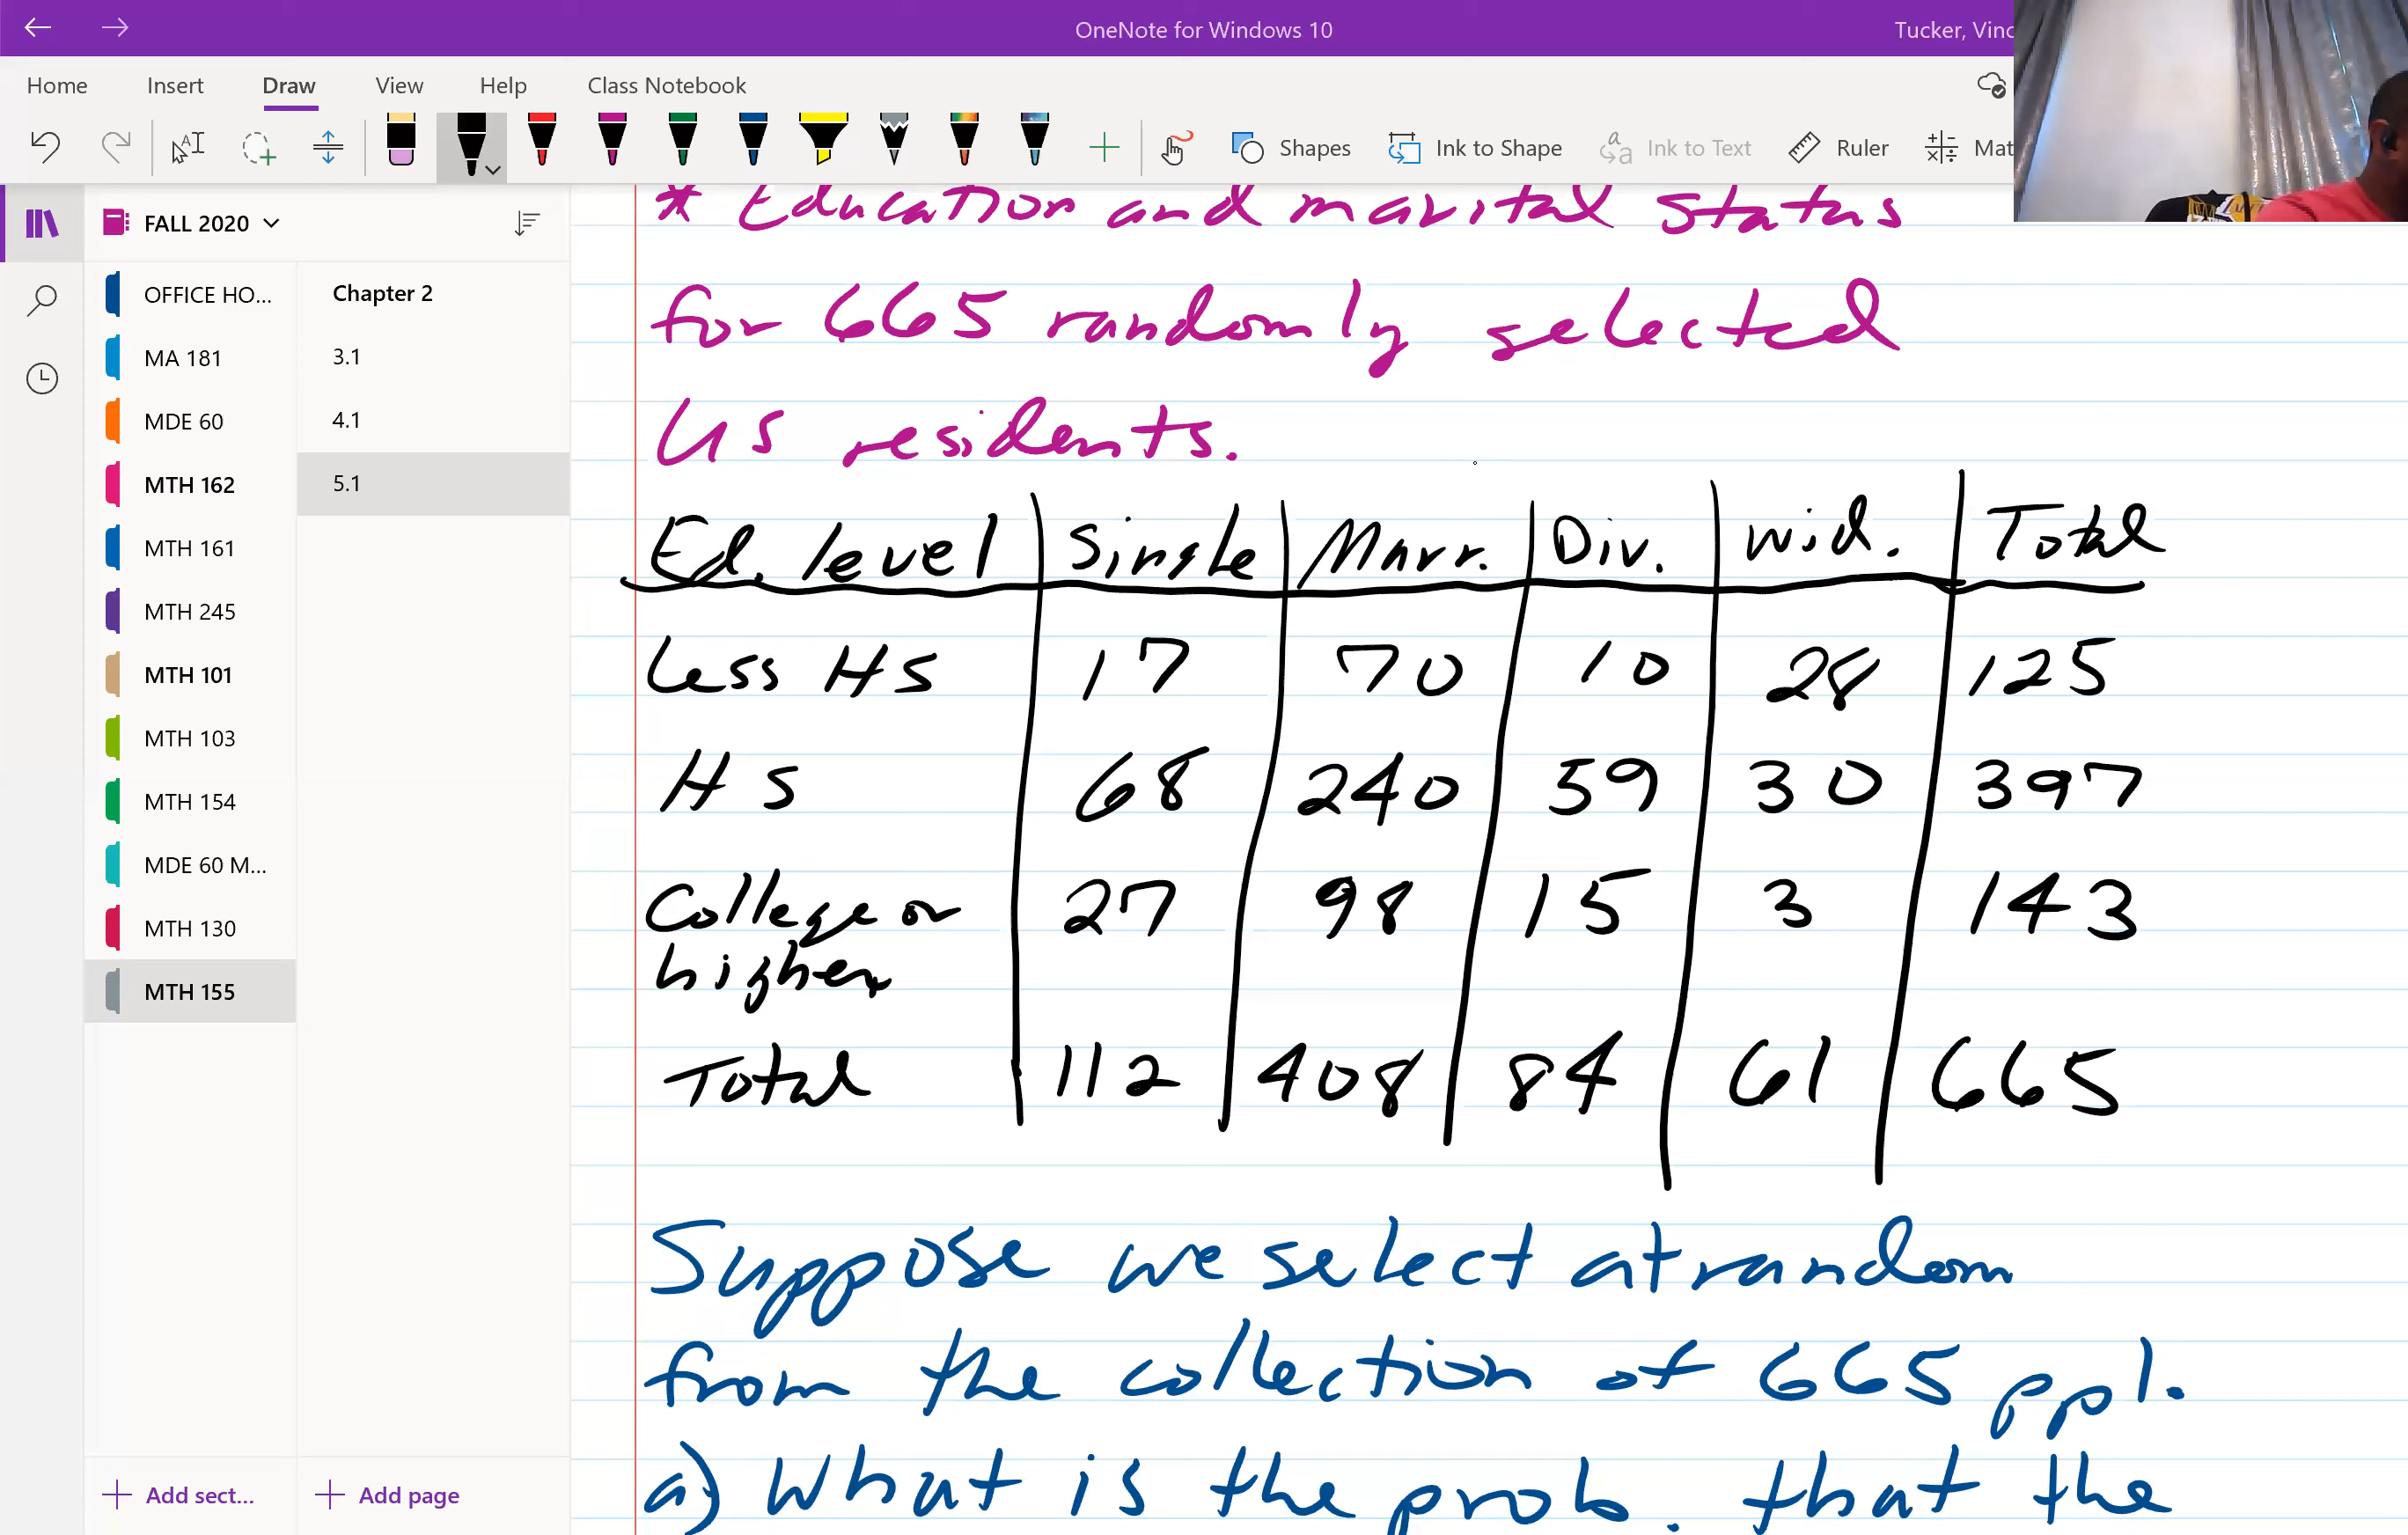 OneNote for Windows 10
Tucker, Vinc
Home Insert Draw View Help Class Notebook
Shapes Ink to Shape Ink to Text Ruler Mat
FALL 2020
OFFICE HO...
MA 181
MDE 60
MTH 162
MTH 161
MTH 245
MTH 101
MTH 103
MTH 154
MDE 60 M...
MTH 130
MTH 155
Add sect...
Chapter 2
3.1
4.1
5.1
Add page
* Education and marital status
for 665 randomly selected
US residents.
Ed. level Single Marr. Div. Wid. Total
Less HS 17 70 10 28 125
HS 68 240 59 30 397
College or 27 98 15 3 143
higher
Total 112 408 84 61 665
Suppose we select at random
from the collection of 665 ppl.
a) What is the prob. that the